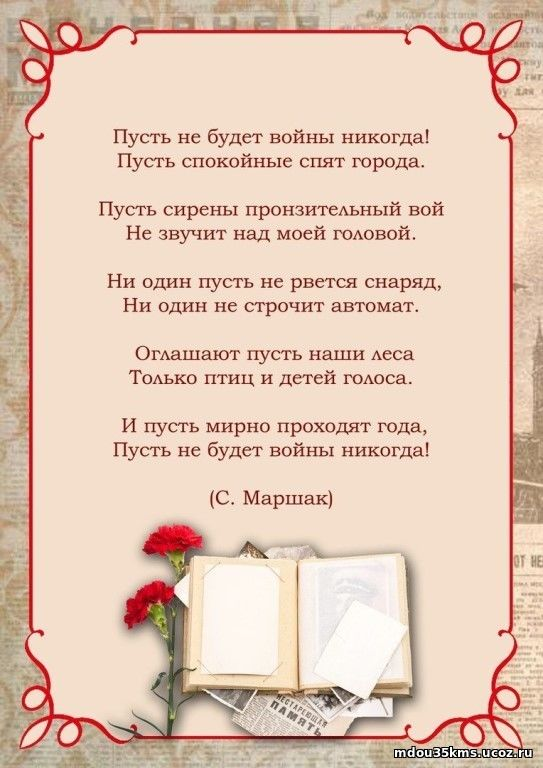 Пусть не будет войны никогда!
Пусть спокойные спят города.
Пусть сирены пронзительный вой
Не звучит над моей головой.
Ни один пусть не рвется снаряд,
Ни один не строчит автомат.
Оглашают пусть наши леса
Только птиц и детей голоса.
И пусть мирно проходят года,
Пусть не будет войны никогда!
(С. Маршак)
ПАМЯТЬ
mdou35kms.ucoz.ru